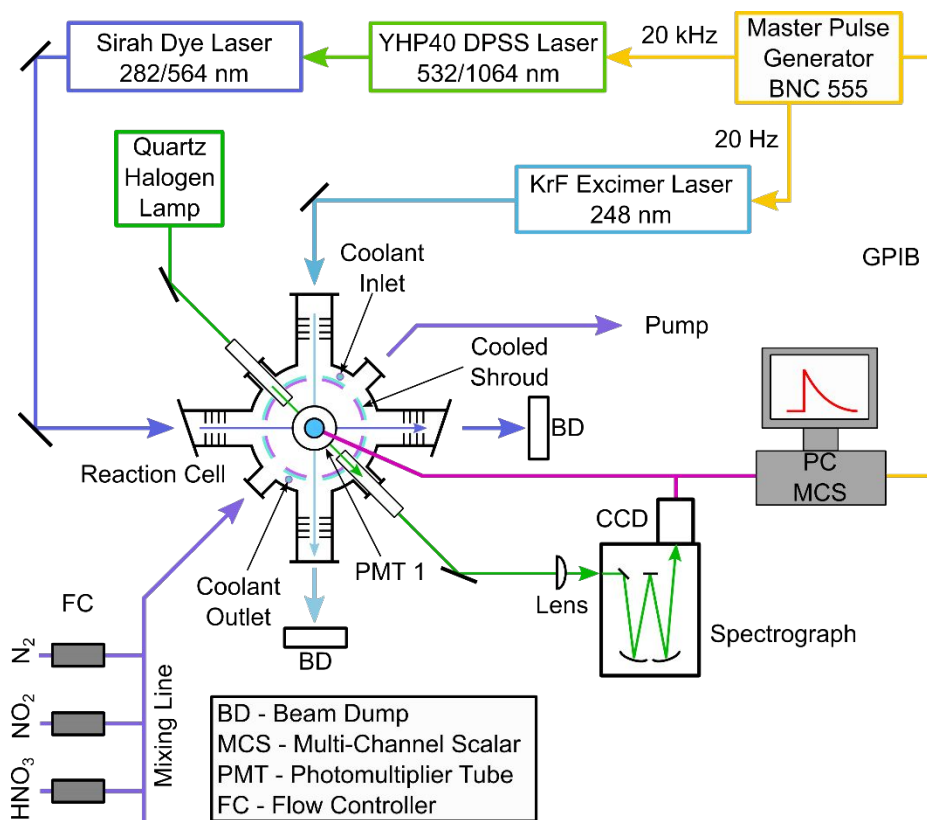 Sirah Dye Laser
282/564 nm
YHP40 DPSS Laser
532/1064 nm
20 kHz
Master Pulse
Generator
BNC 555
20 Hz
Quartz
Halogen
Lamp
KrF Excimer Laser
248 nm
GPIB
Coolant
Inlet
Pump
Cooled
Shroud
BD
Reaction Cell
PC
MCS
CCD
Coolant
Outlet
PMT 1
Lens
Spectrograph
BD
FC
N₂
NO₂
HNO₃
Mixing Line
BD - Beam Dump
MCS - Multi-Channel Scalar
PMT - Photomultiplier Tube
FC - Flow Controller